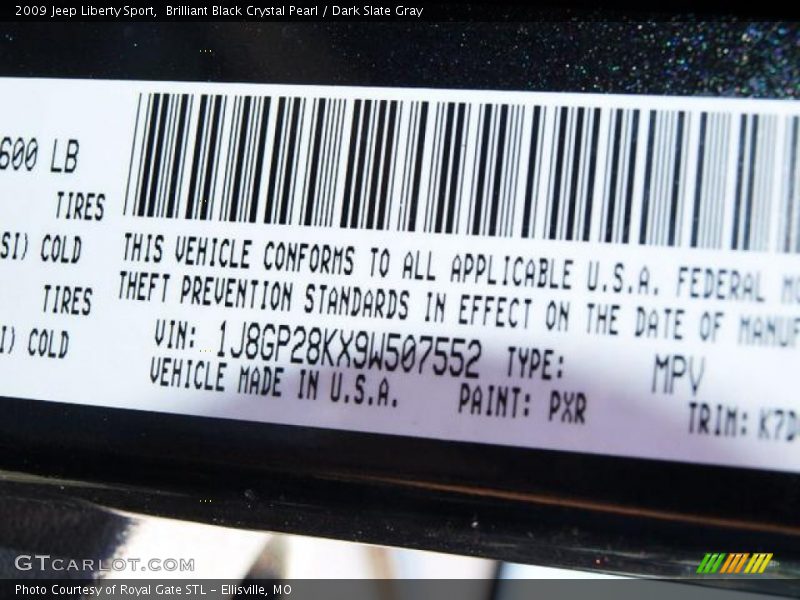 2009 Jeep Liberty Sport,  Brilliant Black Crystal Pearl / Dark Slate Gray
600 LB
TIRES
SI) COLD
TIRES
I) COLD
THIS VEHICLE CONFORMS TO ALL APPLICABLE U.S.A. FEDERAL
THEFT PREVENTION STANDARDS IN EFFECT ON THE DATE OF MANUF
VIN: 1J8GP28KX9W507552 TYPE: MPV
VEHICLE MADE IN U.S.A. PAINT: PXR TRIM: K7D
GTCARLOT.COM
Photo Courtesy of Royal Gate STL - Ellisville, MO